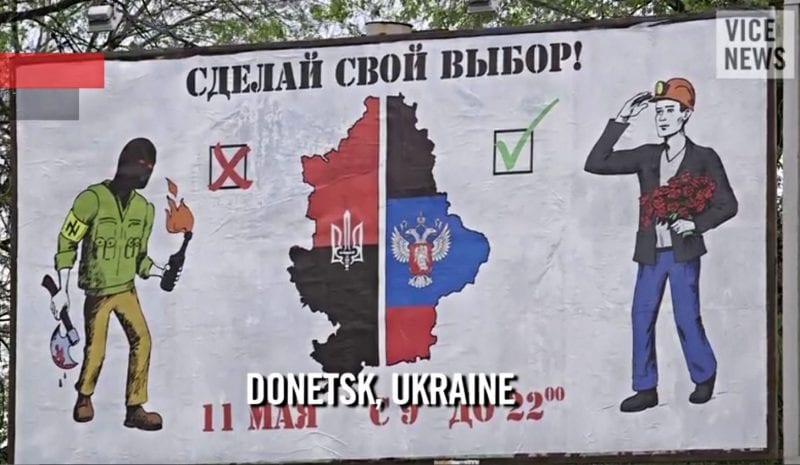 VICE
NEWS
СДЕЛАЙ СВОЙ ВЫБОР!
DONETSK, UKRAINE
11 МАЯ С 9 ДО 22⁰⁰